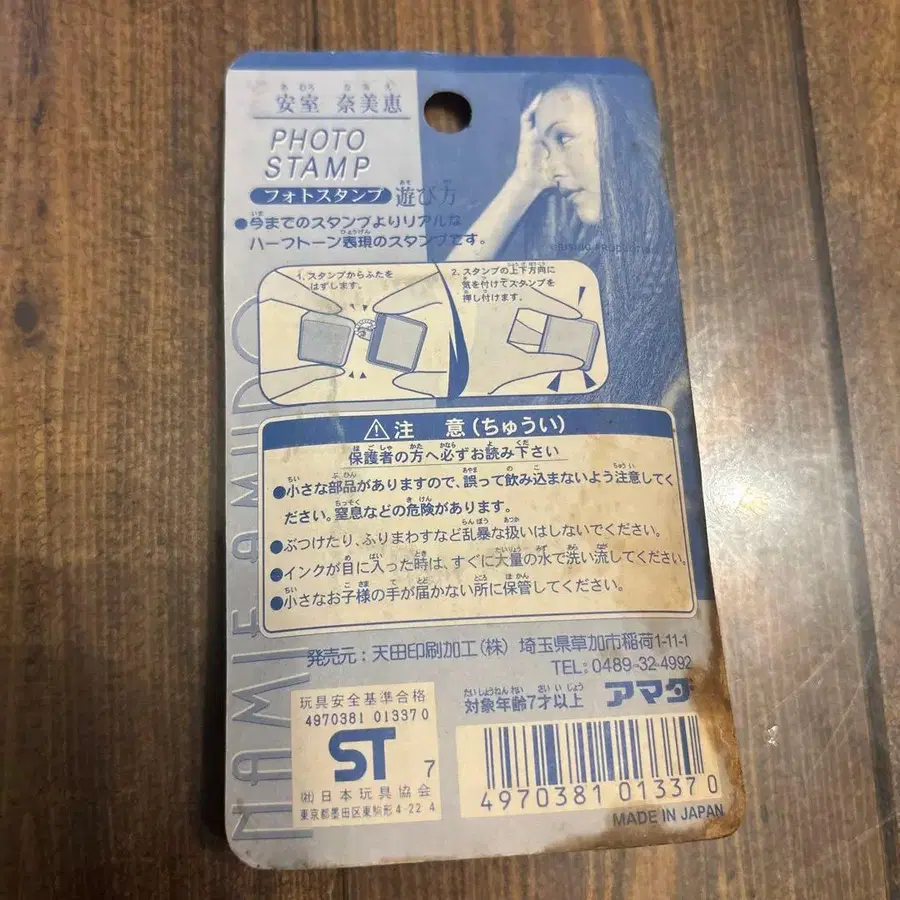 あむろ なみえ
安室 奈美恵
PHOTO
STAMP
フォトスタンプ 遊び方
●今までのスタンプよりリアルな
ハーフトーン表現のスタンプです。
1. スタンプからふたを
はずします。
2. スタンプの上下方向に
気を付けてスタンプを
押し付けます。
NAMIE AMURO
⚠注 意(ちゅうい)
保護者の方へ必ずお読み下さい
●小さな部品がありますので、誤って飲み込まないよう注意してく
ださい。窒息などの危険があります。
●ぶつけたり、ふりまわすなど乱暴な扱いはしないでください。
●インクが目に入った時は、すぐに大量の水で洗い流してください。
●小さなお子様の手が届かない所に保管してください。
発売元:天田印刷加工(株) 埼玉県草加市稲荷1-11-1
TEL:0489-32-4992
対象年齢7才以上 アマダ
玩具安全基準合格
4970381 013370
ST 7
(社)日本玩具協会
東京都墨田区東駒形4-22-4
4970381 013370
MADE IN JAPAN